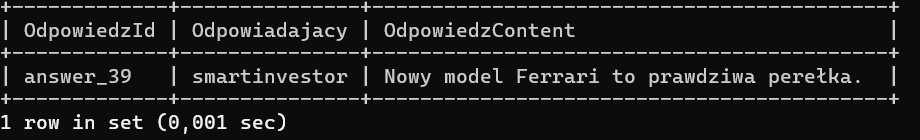 | OdpowiedzId | Odpowiadajacy | OdpowiedzContent |
| answer_39 | smartinvestor | Nowy model Ferrari to prawdziwa perełka. |
1 row in set (0,001 sec)